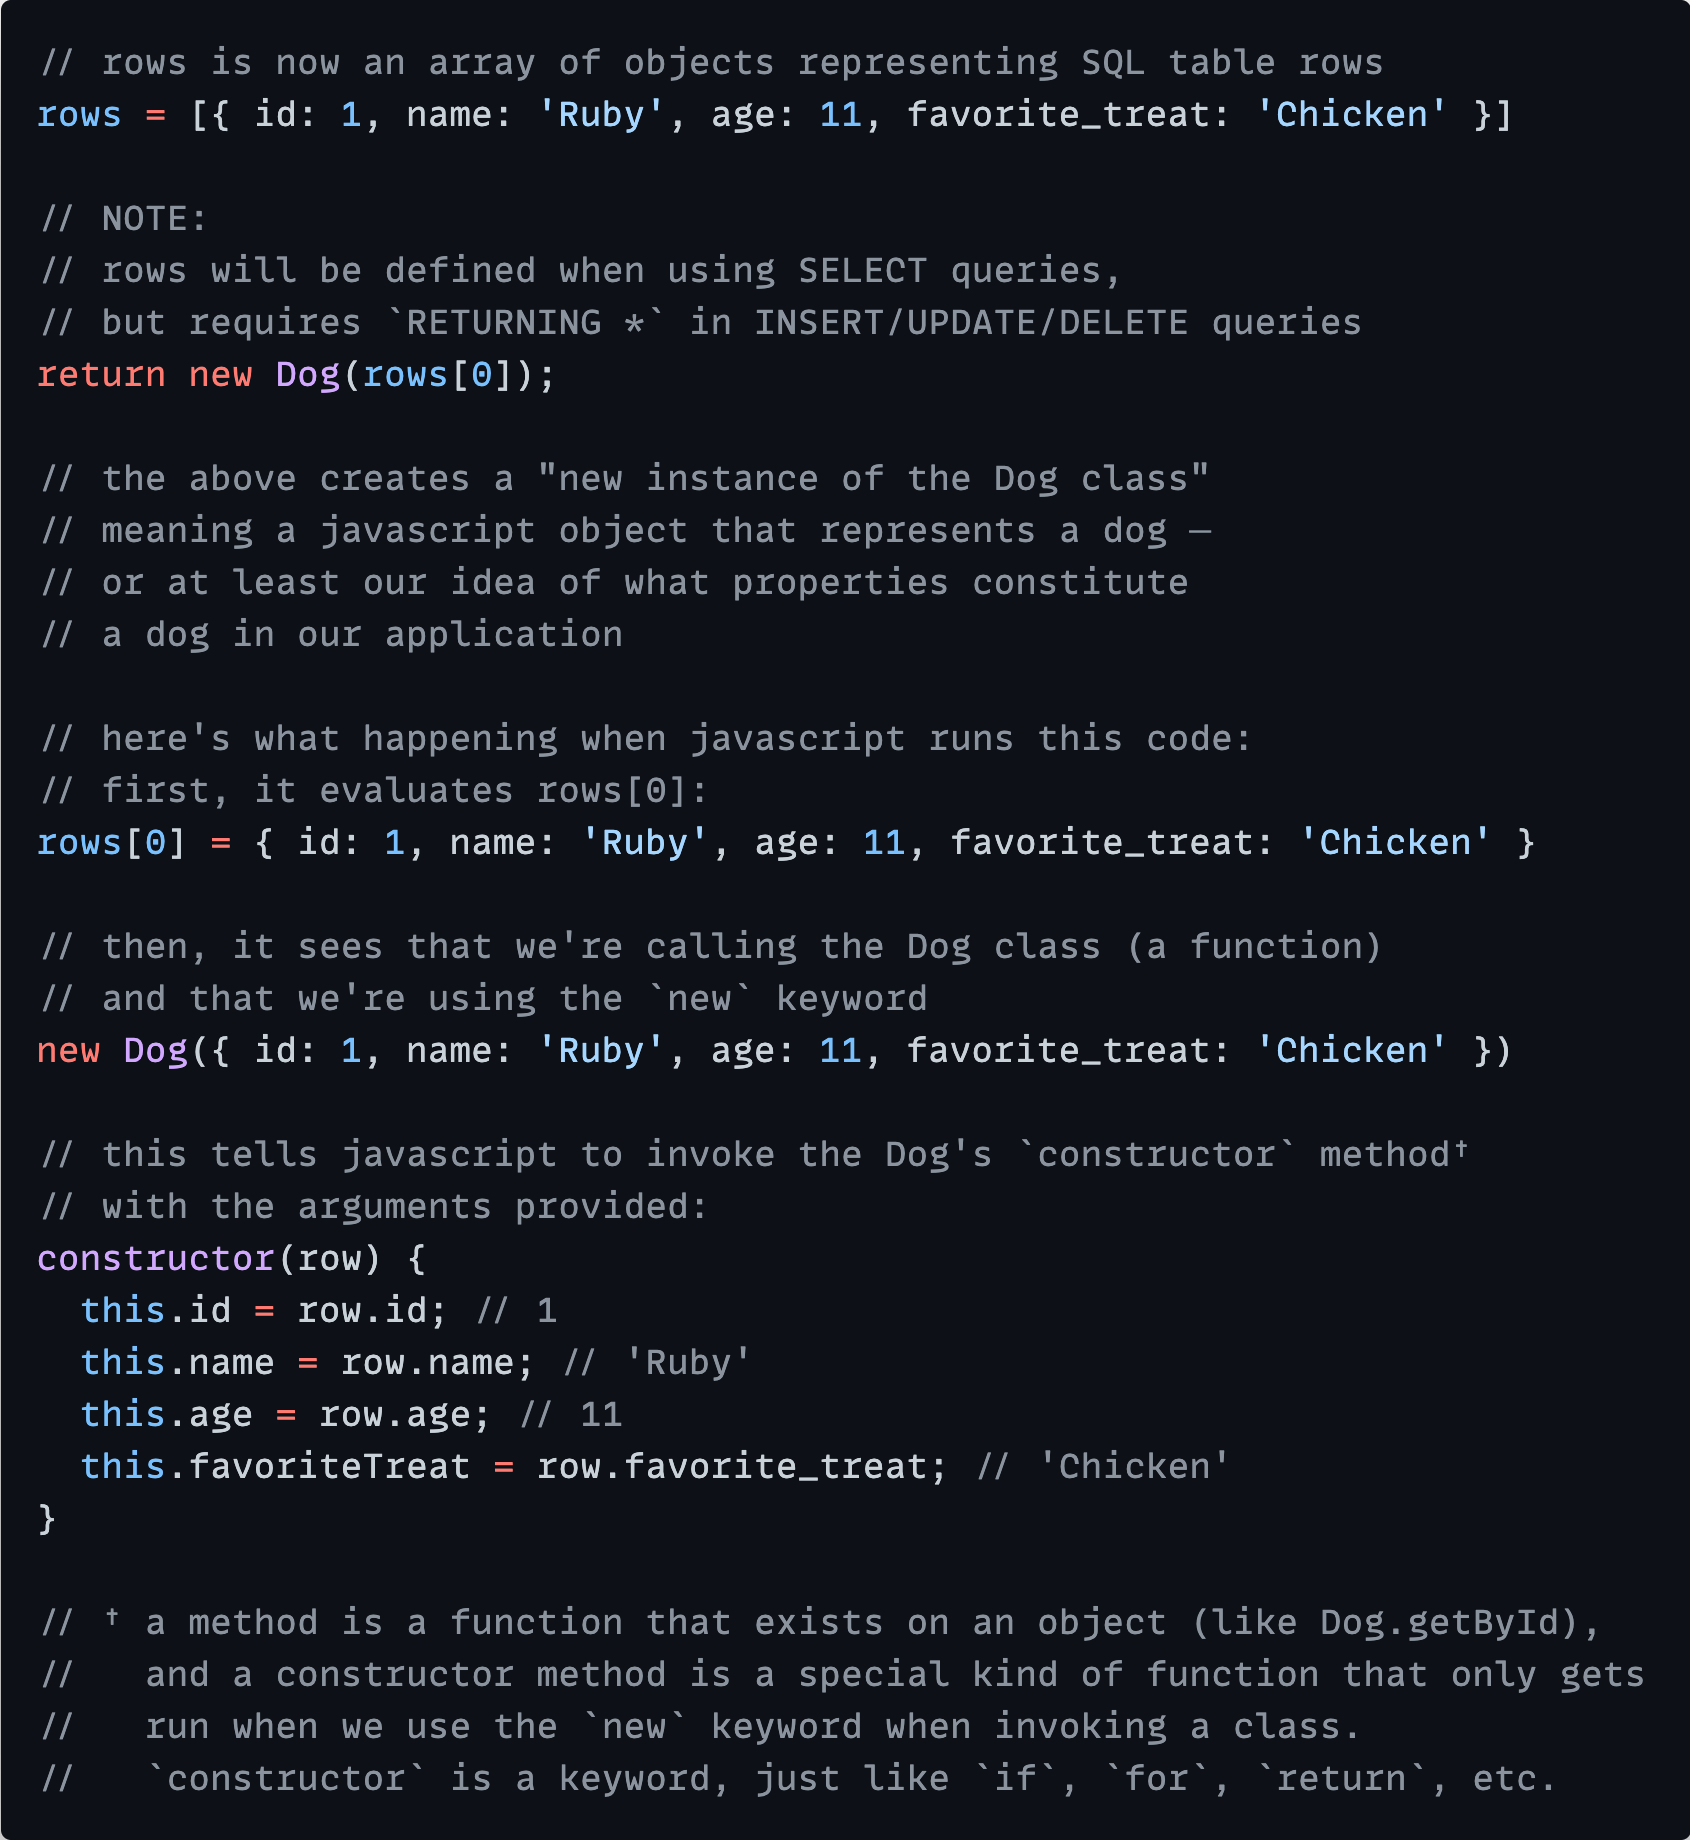 // rows is now an array of objects representing SQL table rows
rows = [{ id: 1, name: 'Ruby', age: 11, favorite_treat: 'Chicken' }]

// NOTE:
// rows will be defined when using SELECT queries,
// but requires `RETURNING *` in INSERT/UPDATE/DELETE queries
return new Dog(rows[0]);

// the above creates a "new instance of the Dog class"
// meaning a javascript object that represents a dog —
// or at least our idea of what properties constitute
// a dog in our application

// here's what happening when javascript runs this code:
// first, it evaluates rows[0]:
rows[0] = { id: 1, name: 'Ruby', age: 11, favorite_treat: 'Chicken' }

// then, it sees that we're calling the Dog class (a function)
// and that we're using the `new` keyword
new Dog({ id: 1, name: 'Ruby', age: 11, favorite_treat: 'Chicken' })

// this tells javascript to invoke the Dog's `constructor` method†
// with the arguments provided:
constructor(row) {
  this.id = row.id; // 1
  this.name = row.name; // 'Ruby'
  this.age = row.age; // 11
  this.favoriteTreat = row.favorite_treat; // 'Chicken'
}

// † a method is a function that exists on an object (like Dog.getById),
//   and a constructor method is a special kind of function that only gets
//   run when we use the `new` keyword when invoking a class.
//   `constructor` is a keyword, just like `if`, `for`, `return`, etc.